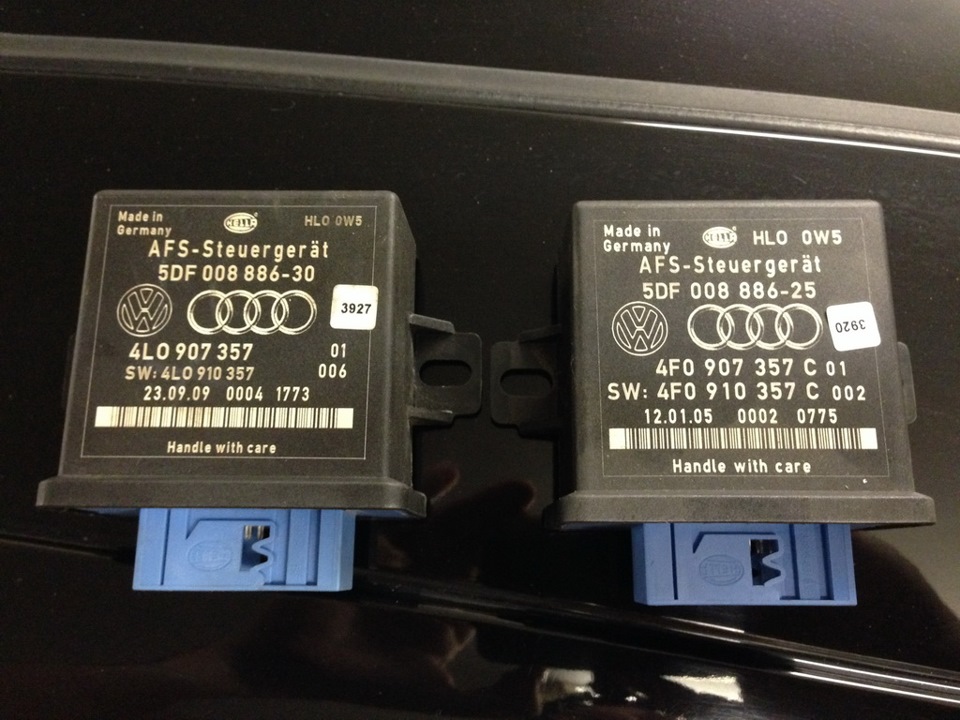 Made in
Germany
HELLA
HLO 0W5
AFS-Steuergerät
5DF 008 886-30
3927
4L0 907 357 01
SW: 4L0 910 357 006
23.09.09 0004 1773
Handle with care
Made in
Germany
HELLA
HLO 0W5
AFS-Steuergerät
5DF 008 886-25
3920
4F0 907 357 C 01
SW: 4F0 910 357 C 002
12.01.05 0002 0775
Handle with care
HELLA
HELLA